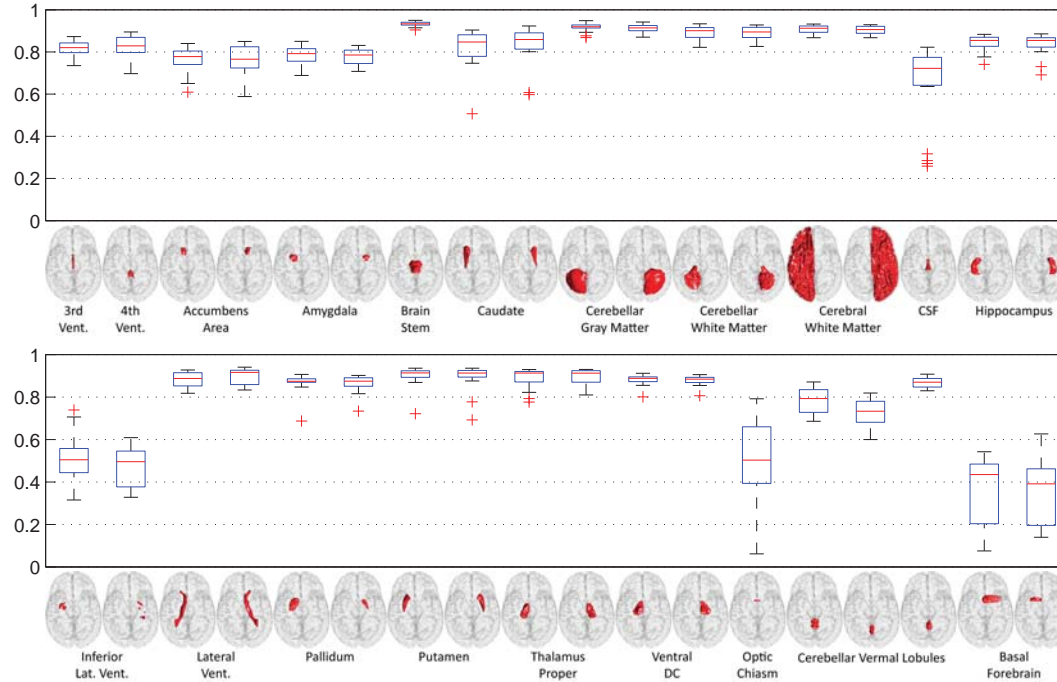 1
0.8
0.6
0.4
0.2
0
3rd Vent.
4th Vent.
Accumbens Area
Amygdala
Brain Stem
Caudate
Cerebellar Gray Matter
Cerebellar White Matter
Cerebral White Matter
CSF
Hippocampus
1
0.8
0.6
0.4
0.2
0
Inferior Lat. Vent.
Lateral Vent.
Pallidum
Putamen
Thalamus Proper
Ventral DC
Optic Chiasm
Cerebellar Vermal Lobules
Basal Forebrain